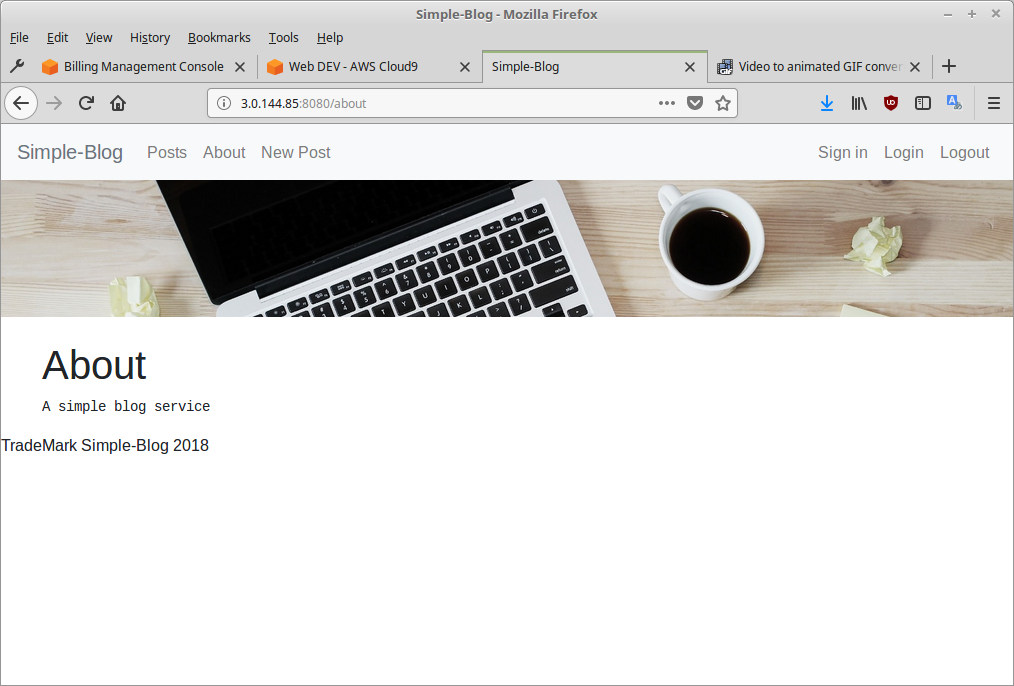 Simple-Blog - Mozilla Firefox
File Edit View History Bookmarks Tools Help
Billing Management Console Web DEV - AWS Cloud9 Simple-Blog Video to animated GIF conver
3.0.144.85:8080/about
Simple-Blog Posts About New Post Sign in Login Logout
About
A simple blog service
TradeMark Simple-Blog 2018